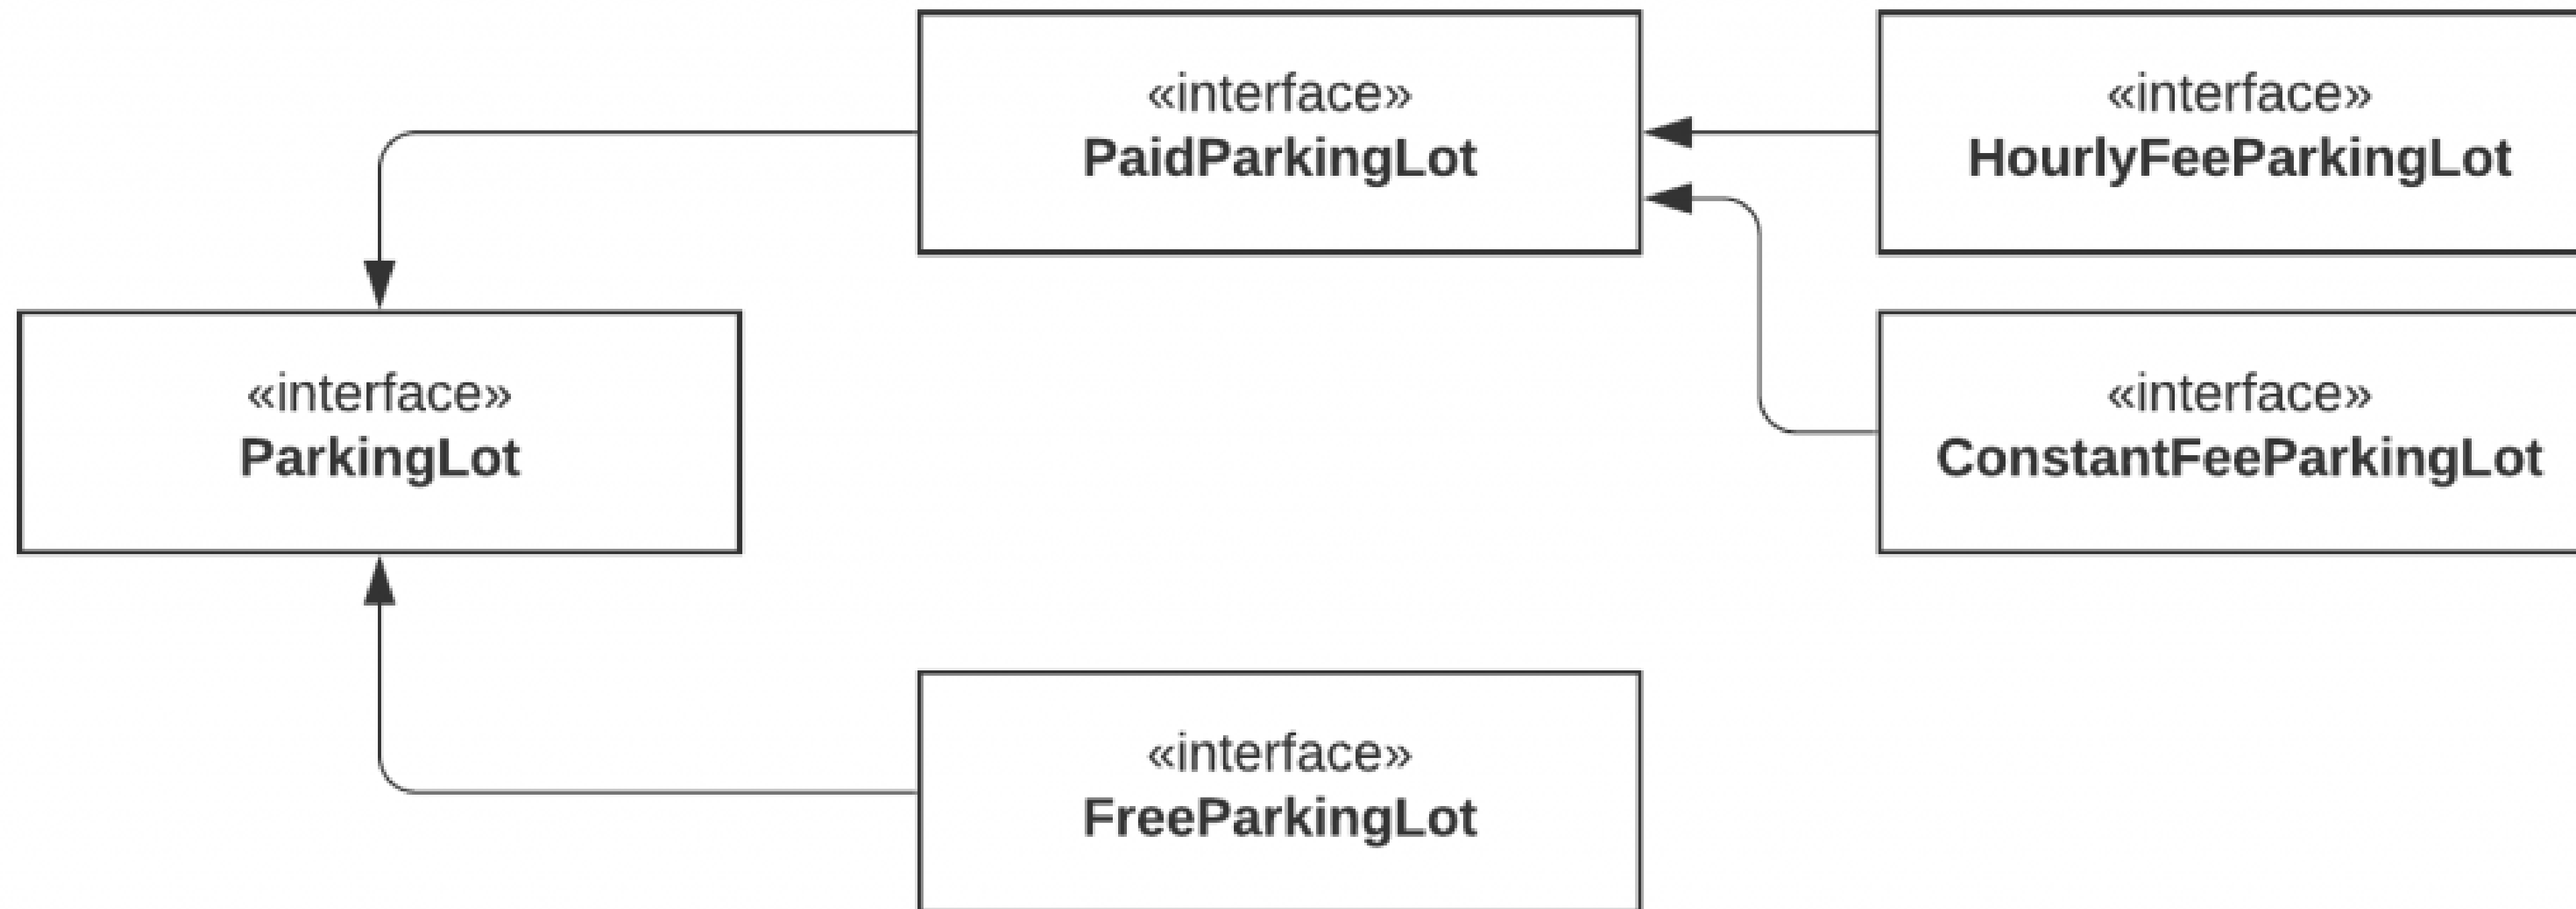 «interface»
PaidParkingLot
«interface»
HourlyFeeParkingLot
«interface»
ParkingLot
«interface»
ConstantFeeParkingLot
«interface»
FreeParkingLot